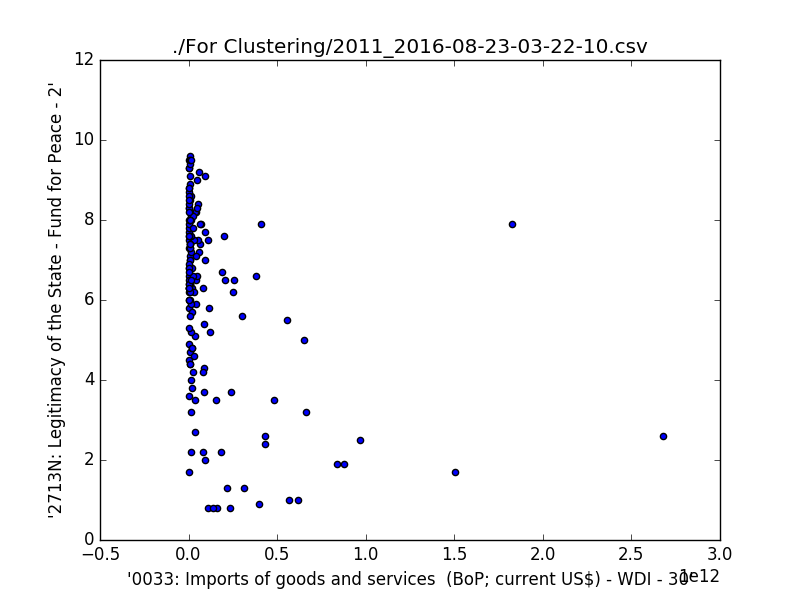 ./For Clustering/2011_2016-08-23-03-22-10.csv
12
10
8
6
4
2
0
'2713N: Legitimacy of the State - Fund for Peace - 2'
−0.5 0.0 0.5 1.0 1.5 2.0 2.5 3.0
1e12
'0033: Imports of goods and services  (BoP; current US$) - WDI - 30'